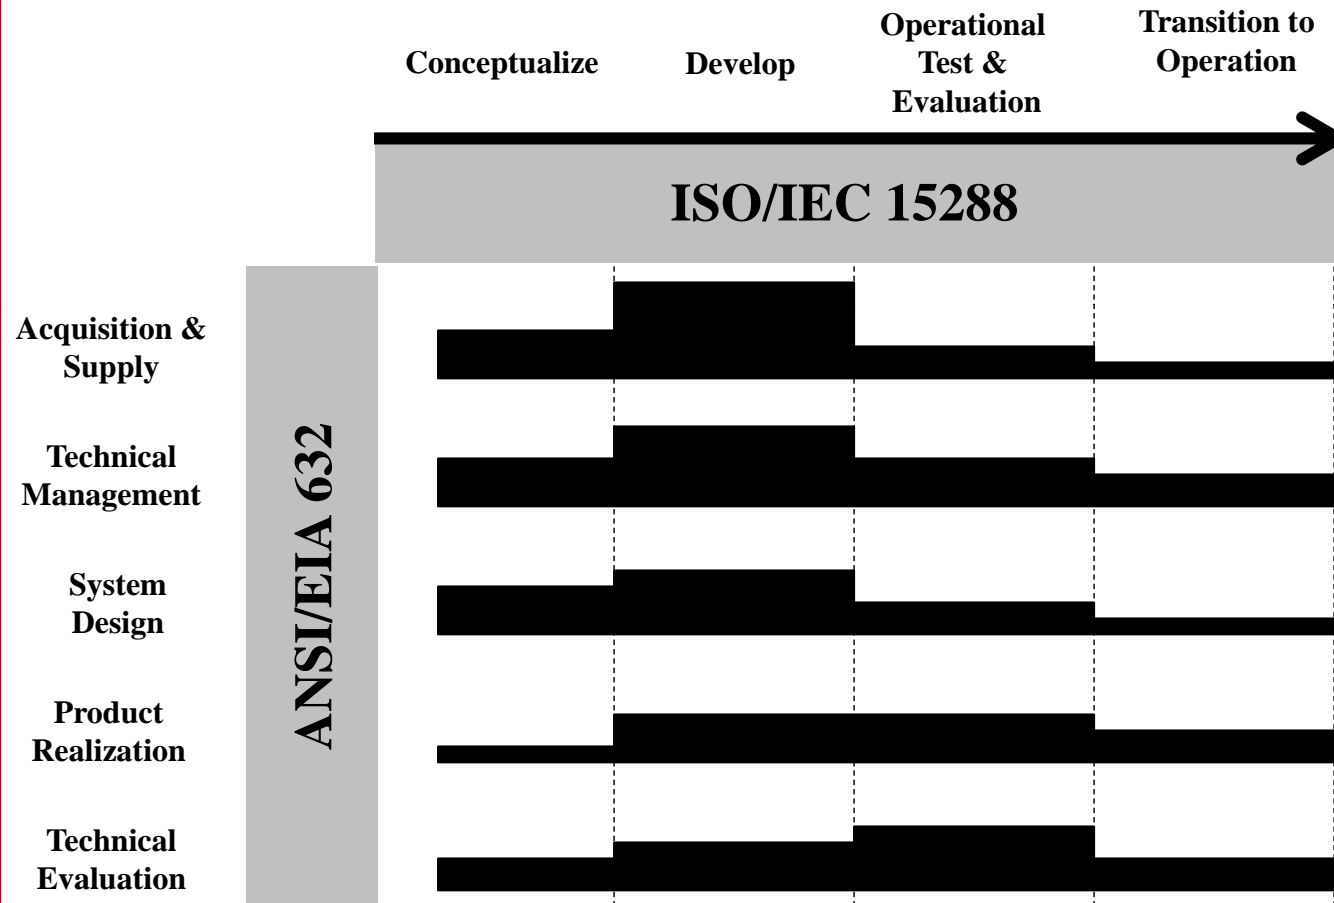 Conceptualize
Develop
Operational
Test &
Evaluation
Transition to
Operation
ISO/IEC 15288
ANSI/EIA 632
Acquisition &
Supply
Technical
Management
System
Design
Product
Realization
Technical
Evaluation